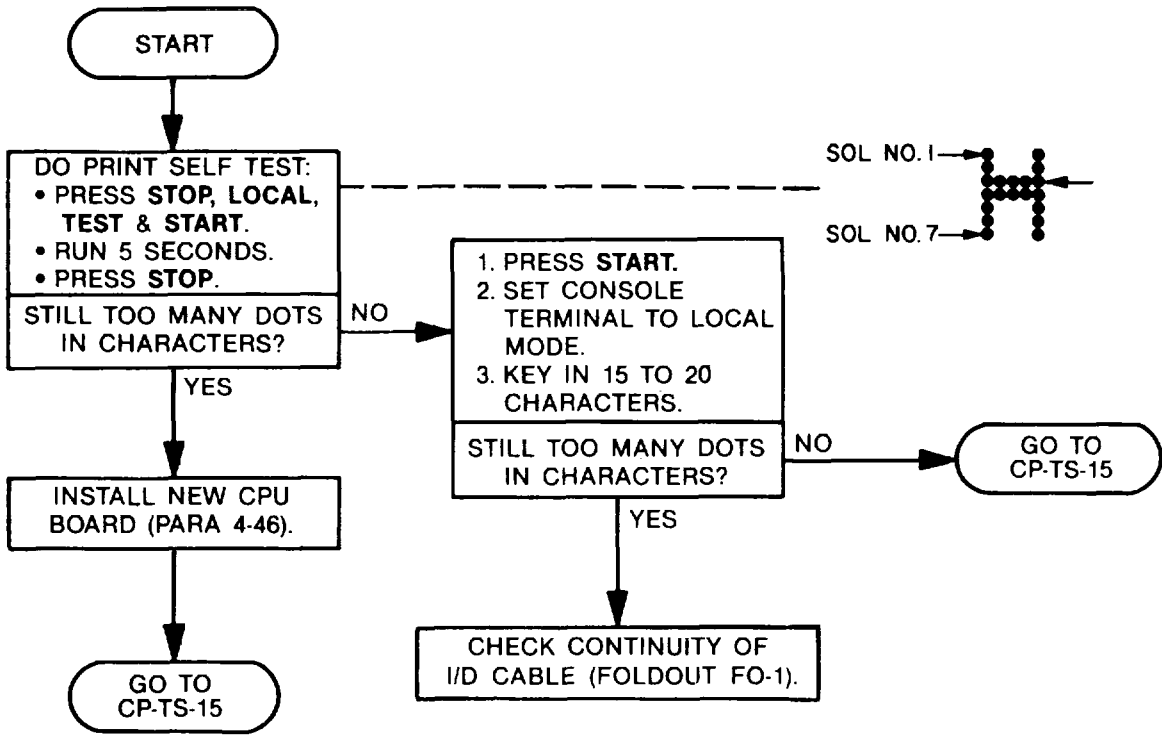 START
DO PRINT SELF TEST:
• PRESS STOP, LOCAL,
TEST & START.
• RUN 5 SECONDS.
• PRESS STOP.
STILL TOO MANY DOTS
IN CHARACTERS?
NO
YES
INSTALL NEW CPU
BOARD (PARA 4-46).
GO TO
CP-TS-15
SOL NO. 1
SOL NO. 7
1. PRESS START.
2. SET CONSOLE
TERMINAL TO LOCAL
MODE.
3. KEY IN 15 TO 20
CHARACTERS.
STILL TOO MANY DOTS
IN CHARACTERS?
NO
GO TO
CP-TS-15
YES
CHECK CONTINUITY OF
I/D CABLE (FOLDOUT FO-1).